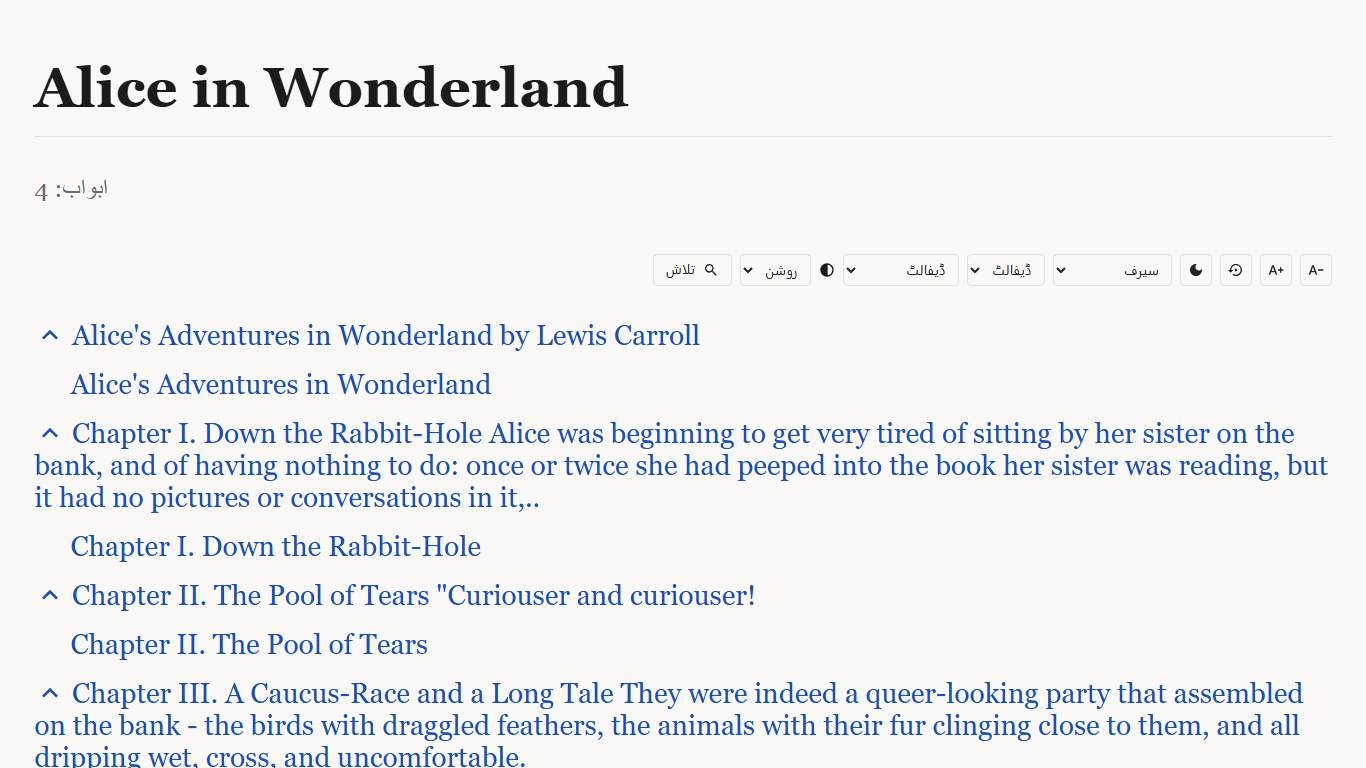 Alice in Wonderland
ابواب: 4
A− A+ سیرف ڈیفالٹ ڈیفالٹ روشن تلاش
Alice's Adventures in Wonderland by Lewis Carroll
Alice's Adventures in Wonderland
Chapter I. Down the Rabbit-Hole Alice was beginning to get very tired of sitting by her sister on the
bank, and of having nothing to do: once or twice she had peeped into the book her sister was reading, but
it had no pictures or conversations in it,..
Chapter I. Down the Rabbit-Hole
Chapter II. The Pool of Tears "Curiouser and curiouser!
Chapter II. The Pool of Tears
Chapter III. A Caucus-Race and a Long Tale They were indeed a queer-looking party that assembled
on the bank - the birds with draggled feathers, the animals with their fur clinging close to them, and all
dripping wet, cross, and uncomfortable.